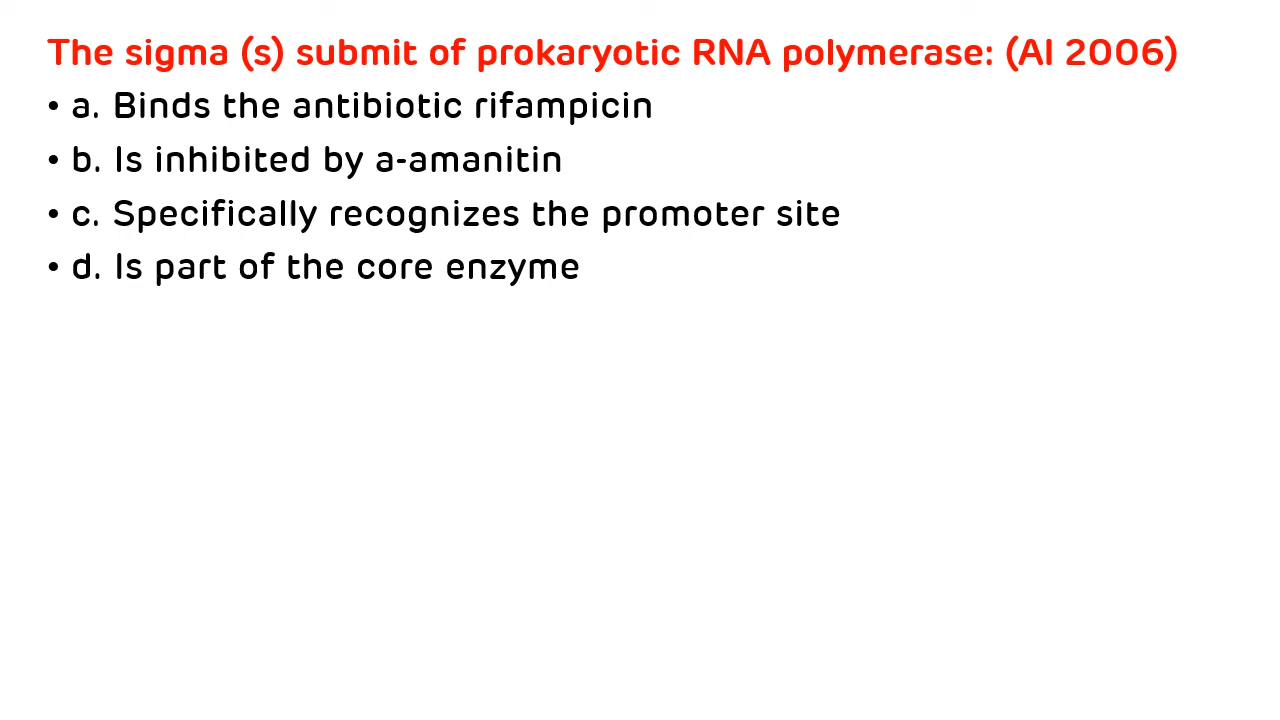 The sigma (s) submit of prokaryotic RNA polymerase: (AI 2006)
• a. Binds the antibiotic rifampicin
• b. Is inhibited by a-amanitin
• c. Specifically recognizes the promoter site
• d. Is part of the core enzyme